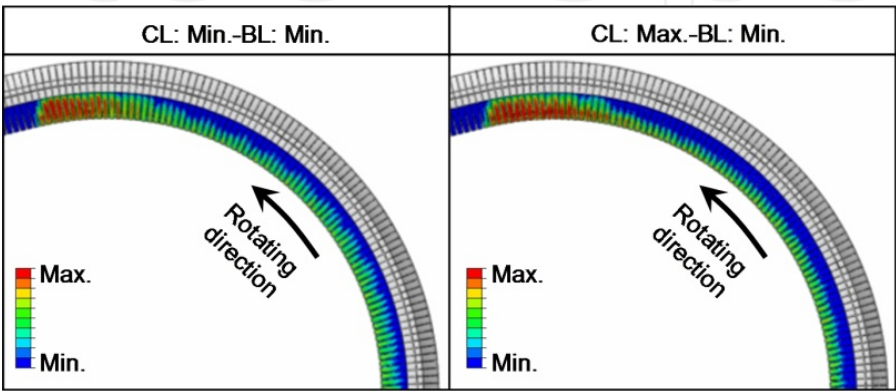 CL: Min.-BL: Min.
CL: Max.-BL: Min.
Rotating
direction
Max.
Min.
Rotating
direction
Max.
Min.